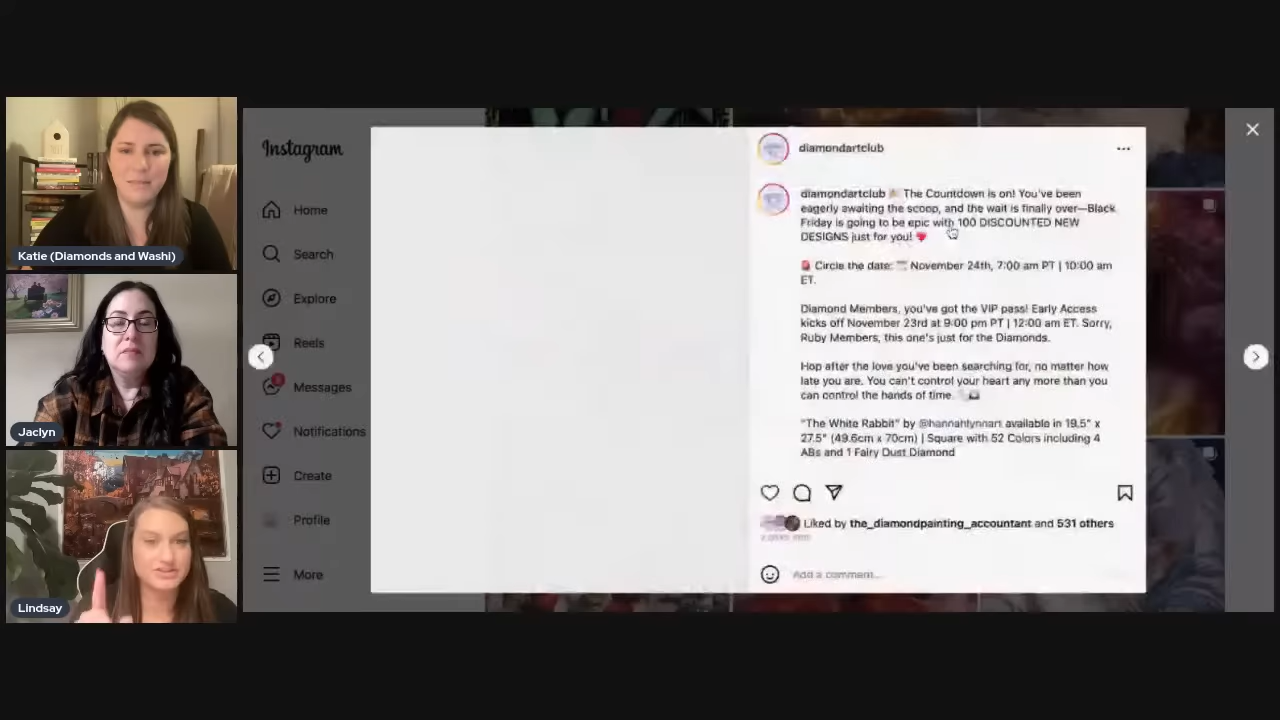 Katie (Diamonds and Washi)
Jaclyn
Lindsay
Instagram
Home
Search
Explore
Reels
Messages
Notifications
Create
Profile
More
diamondartclub
diamondartclub The Countdown is on! You've been
eagerly awaiting the scoop, and the wait is finally over—Black
Friday is going to be epic with 100 DISCOUNTED NEW
DESIGNS just for you!
Circle the date: November 24th, 7:00 am PT | 10:00 am
ET.
Diamond Members, you've got the VIP pass! Early Access
kicks off November 23rd at 9:00 pm PT | 12:00 am ET. Sorry,
Ruby Members, this one's just for the Diamonds.
Hop after the love you've been searching for, no matter how
late you are. You can't control your heart any more than you
can control the hands of time.
"The White Rabbit" by @hannahlynnart available in 19.5" x
27.5" (49.6cm x 70cm) | Square with 52 Colors including 4
ABs and 1 Fairy Dust Diamond
Liked by the_diamondpainting_accountant and 531 others
Add a comment...